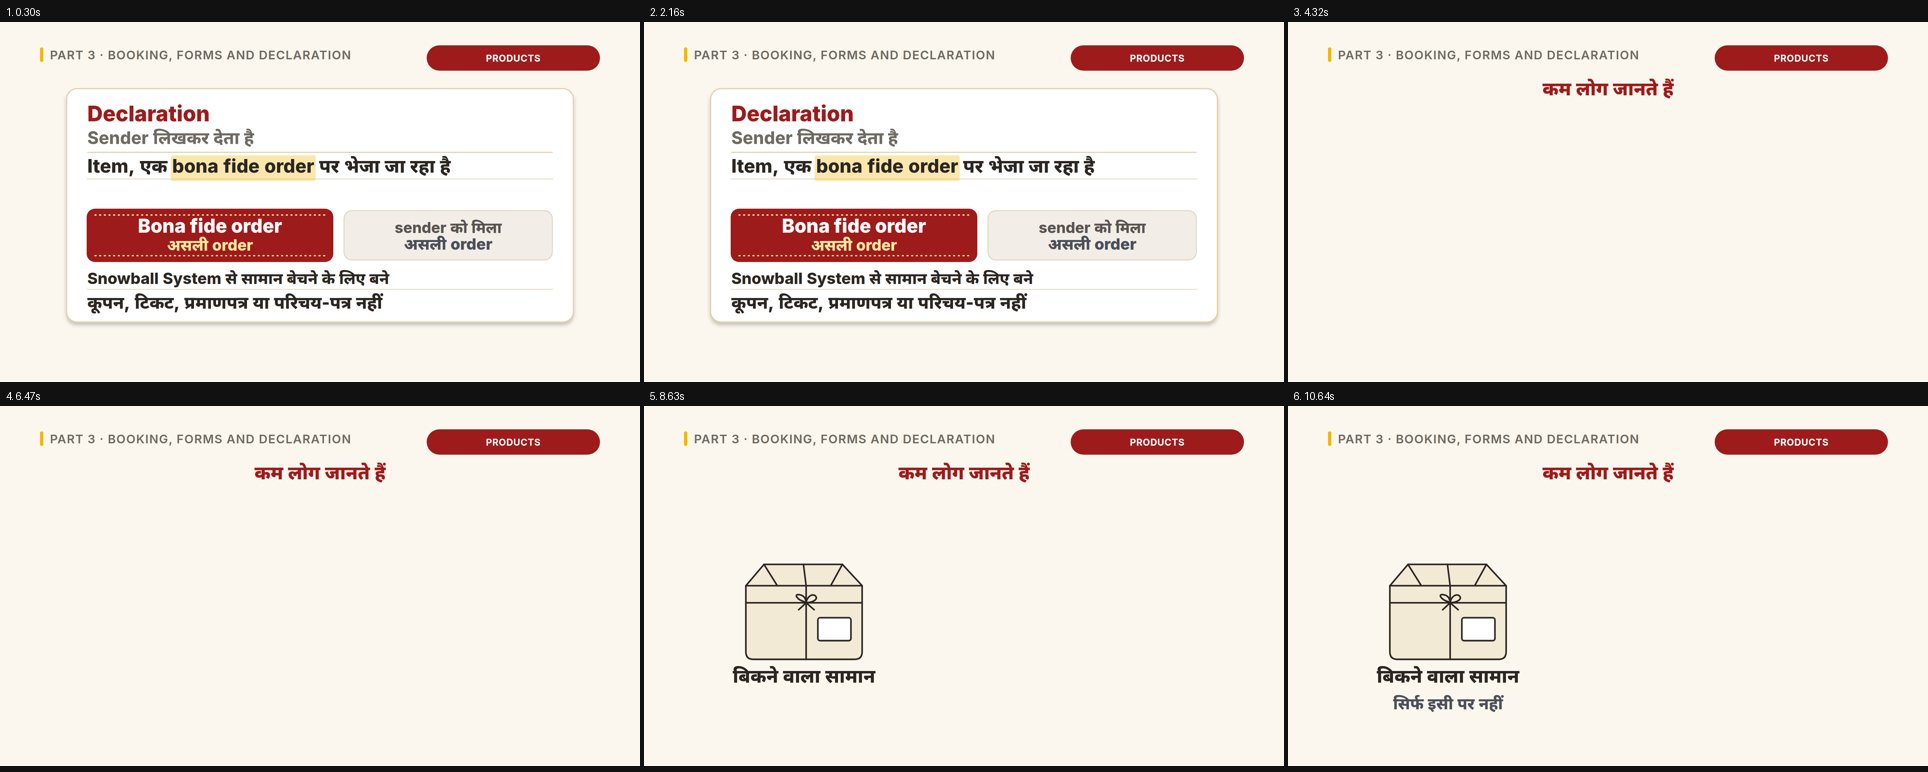 1. 0.30s
PART 3 · BOOKING, FORMS AND DECLARATION
PRODUCTS
Declaration
Sender लिखकर देता है
Item, एक bona fide order पर भेजा जा रहा है
Bona fide order
असली order
sender को मिला
असली order
Snowball System से सामान बेचने के लिए बने
कूपन, टिकट, प्रमाणपत्र या परिचय-पत्र नहीं
2. 2.16s
PART 3 · BOOKING, FORMS AND DECLARATION
PRODUCTS
Declaration
Sender लिखकर देता है
Item, एक bona fide order पर भेजा जा रहा है
Bona fide order
असली order
sender को मिला
असली order
Snowball System से सामान बेचने के लिए बने
कूपन, टिकट, प्रमाणपत्र या परिचय-पत्र नहीं
3. 4.32s
PART 3 · BOOKING, FORMS AND DECLARATION
PRODUCTS
कम लोग जानते हैं
4. 6.47s
PART 3 · BOOKING, FORMS AND DECLARATION
PRODUCTS
कम लोग जानते हैं
5. 8.63s
PART 3 · BOOKING, FORMS AND DECLARATION
PRODUCTS
कम लोग जानते हैं
बिकने वाला सामान
6. 10.64s
PART 3 · BOOKING, FORMS AND DECLARATION
PRODUCTS
कम लोग जानते हैं
बिकने वाला सामान
सिर्फ इसी पर नहीं